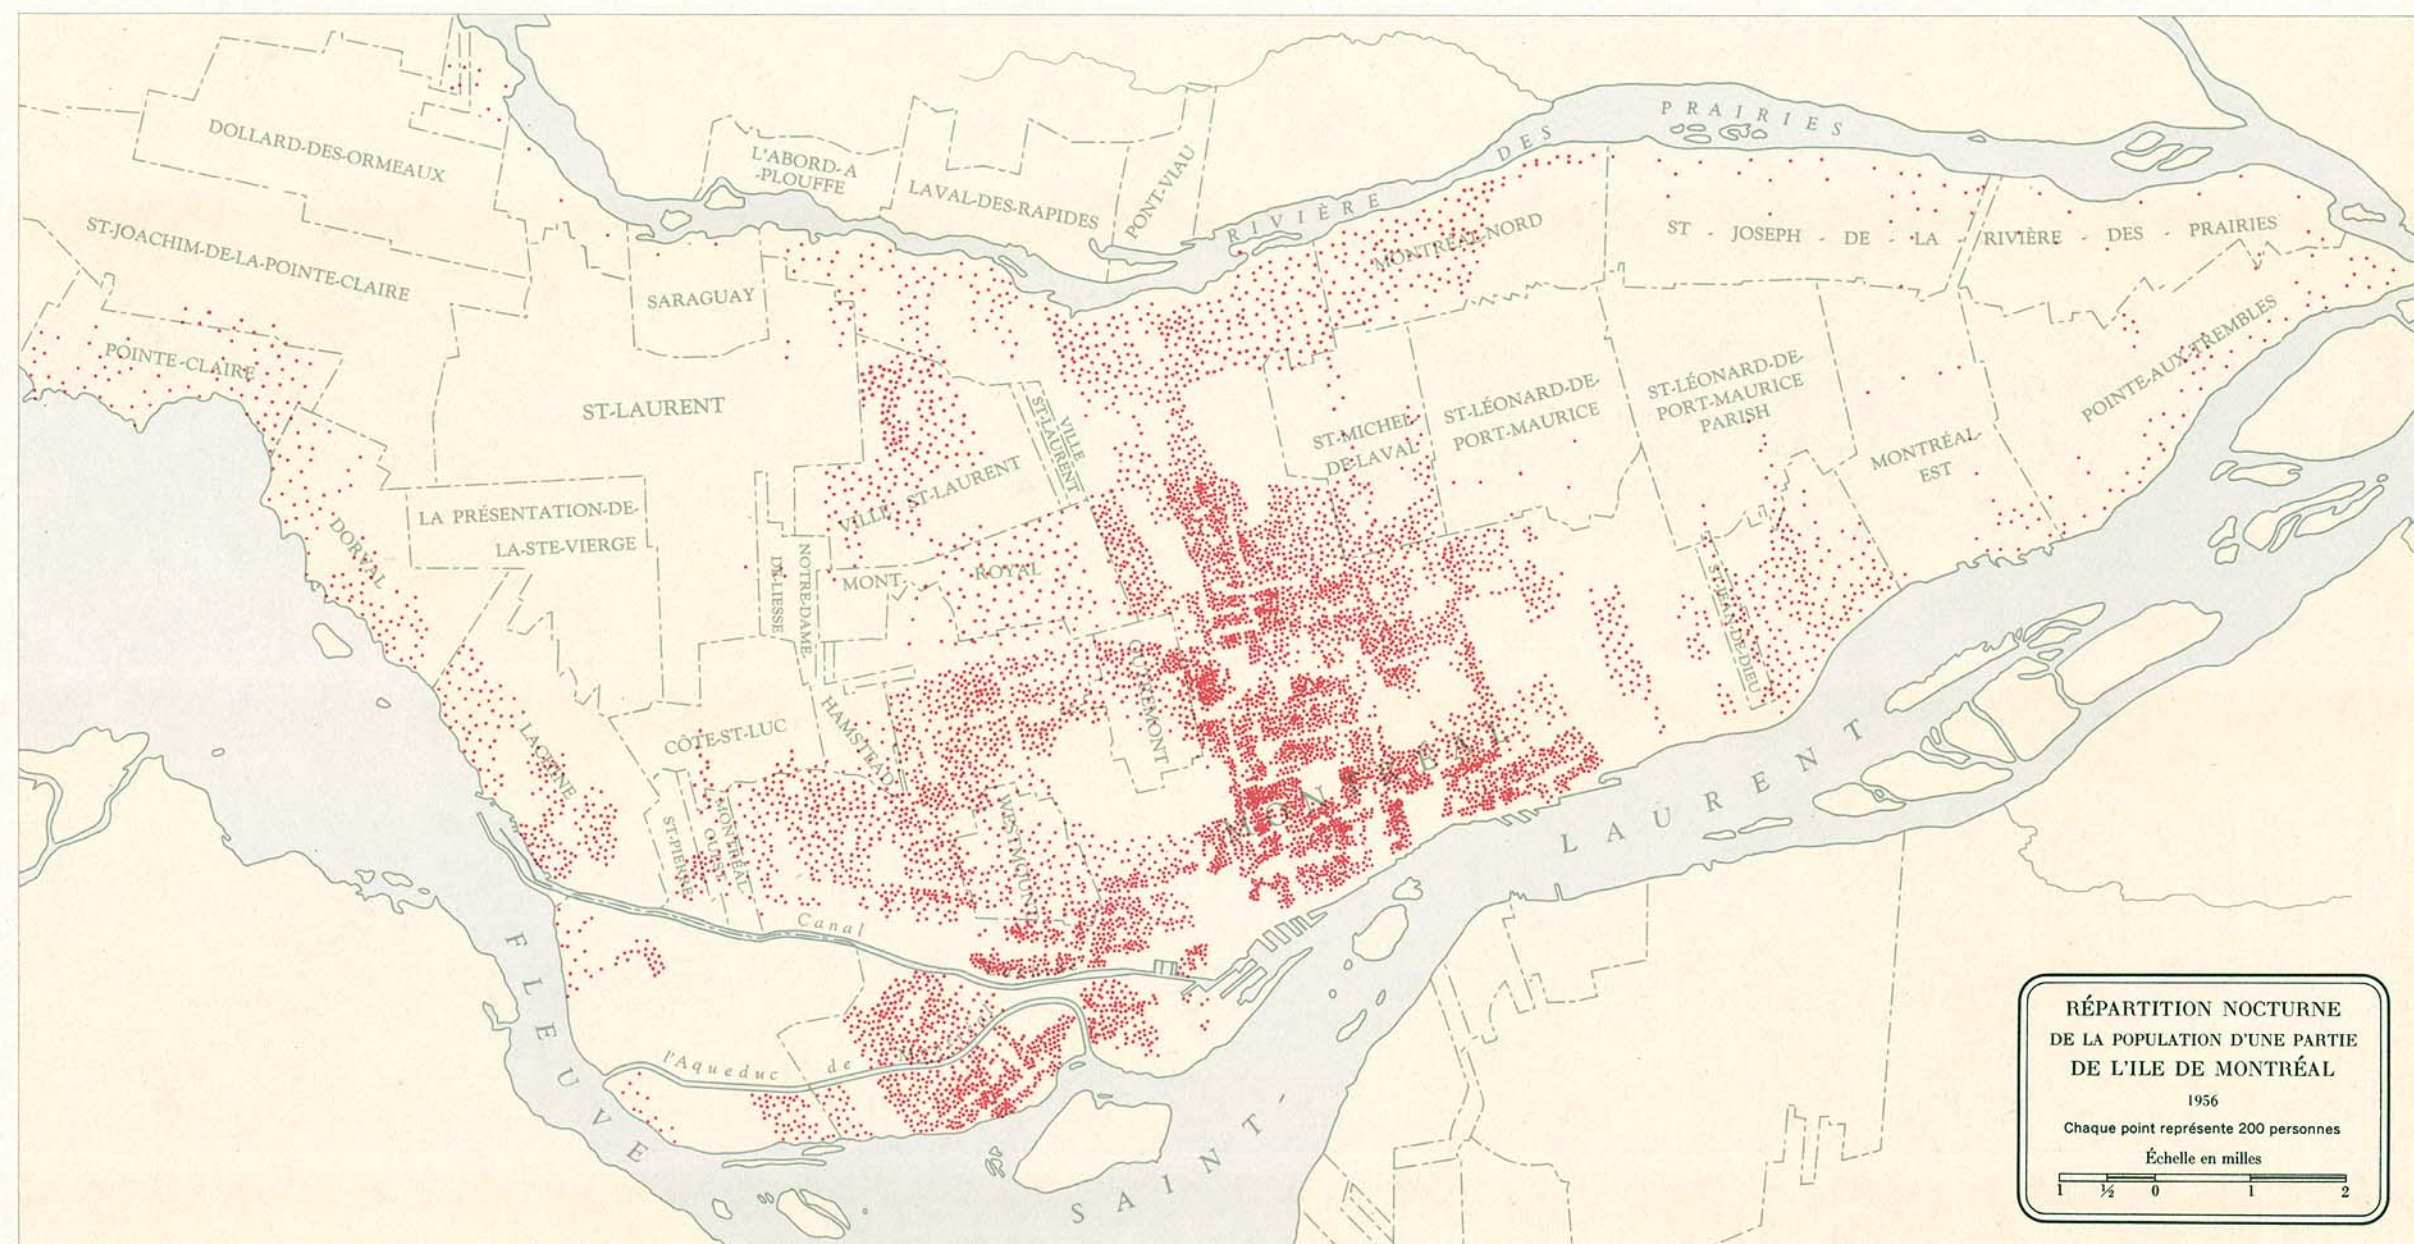 PRAIRIES
DES
RIVIÈRE
DOLLARD-DES-ORMEAUX
L'ABORD-A
-PLOUFFE
LAVAL-DES-RAPIDES
PONT-VIAU
MONTRÉAL-NORD
ST - JOSEPH - DE - LA - RIVIÈRE - DES - PRAIRIES
ST-JOACHIM-DE-LA-POINTE-CLAIRE
SARAGUAY
POINTE-CLAIRE
POINTE-AUX-TREMBLES
ST-LAURENT
VILLE
ST-LAURENT
ST-MICHEL-
DE-LAVAL
ST-LÉONARD-DE-
PORT-MAURICE
ST-LÉONARD-DE-
PORT-MAURICE
PARISH
MONTRÉAL-
EST
VILLE ST-LAURENT
LA PRÉSENTATION-DE-
LA-STE-VIERGE
DORVAL
NOTRE-DAME-
DE-LIESSE
MONT-
ROYAL
ST-JEAN-DE-DIEU
OUTREMONT
LACHINE
CÔTE-ST-LUC
HAMSTEAD
MONTRÉAL
ST-PIERRE
MONTRÉAL
OUEST
WESTMOUNT
Canal
l'Aqueduc de Montréal
FLEUVE
SAINT-
LAURENT
RÉPARTITION NOCTURNE
DE LA POPULATION D'UNE PARTIE
DE L'ILE DE MONTRÉAL
1956
Chaque point représente 200 personnes
Échelle en milles
1 ½ 0 1 2